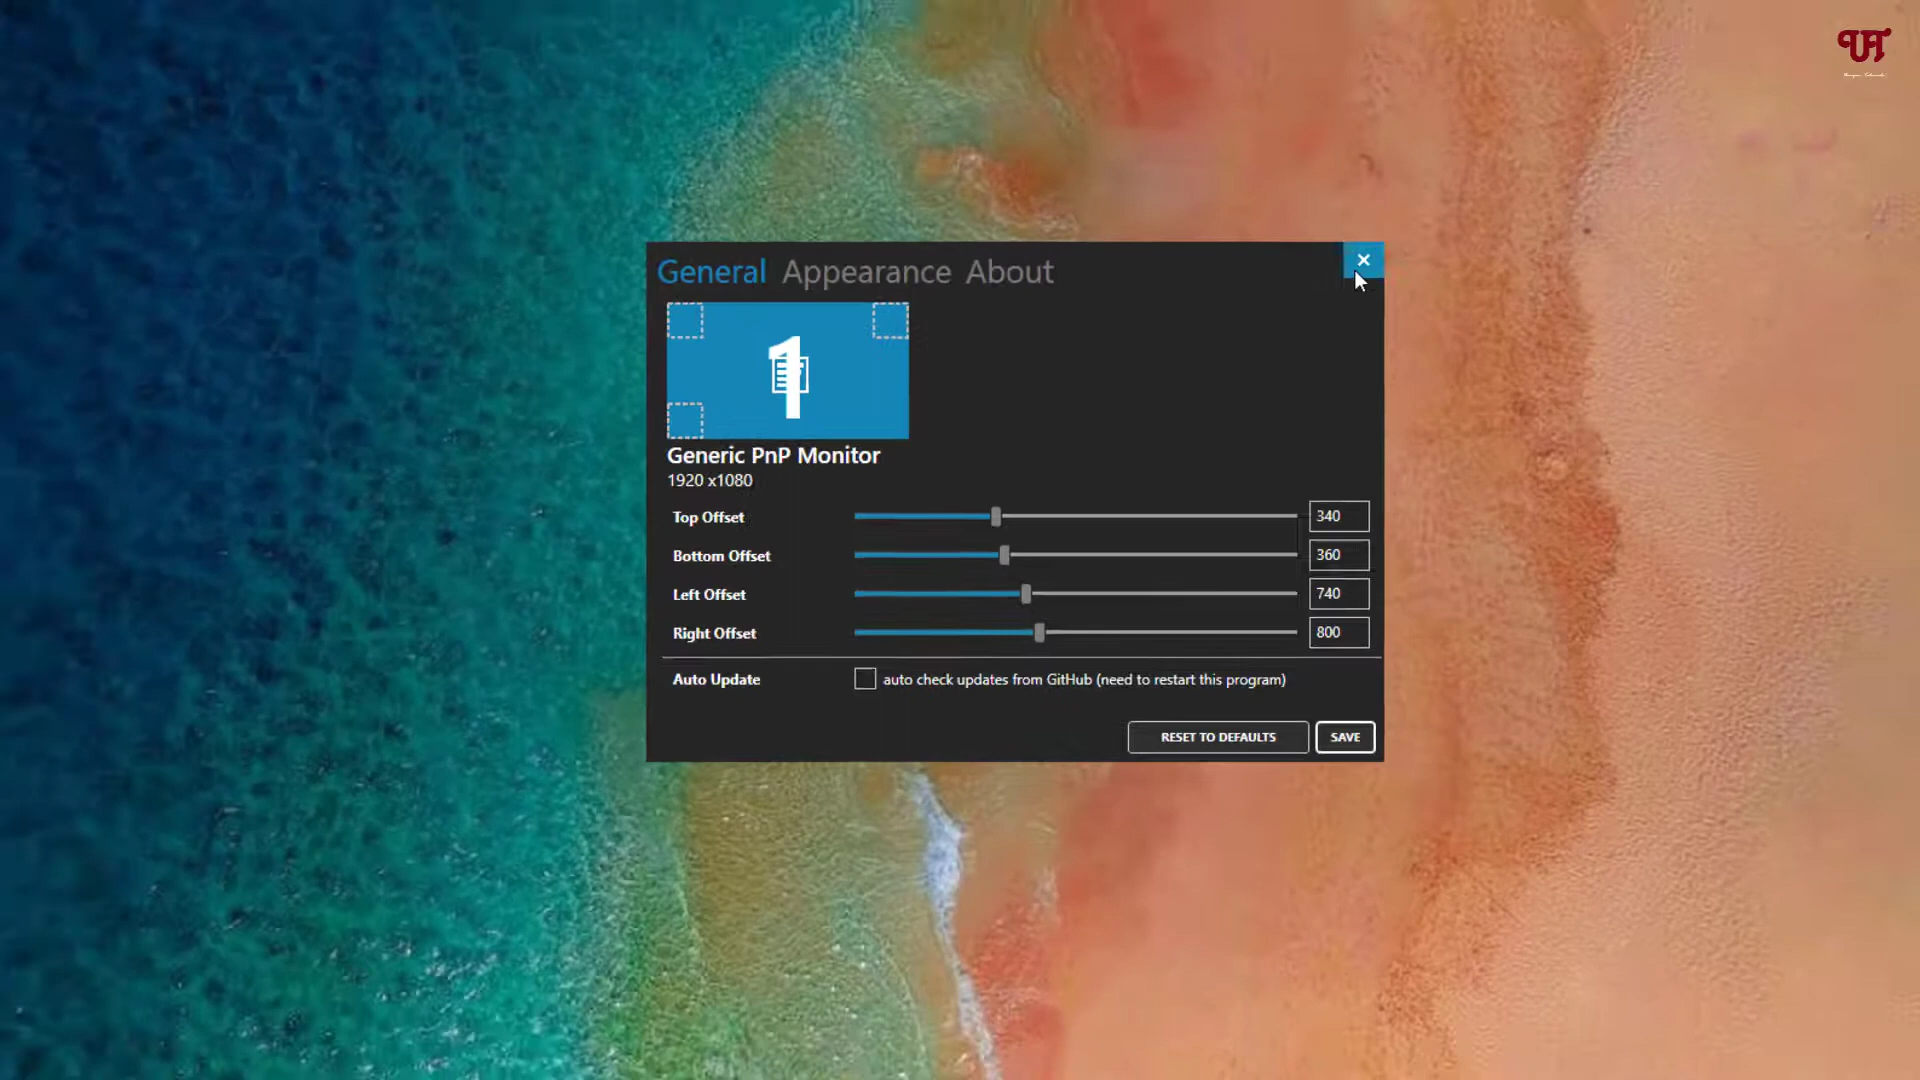 UT
General Appearance About
1
Generic PnP Monitor
1920 x1080
Top Offset 340
Bottom Offset 360
Left Offset 740
Right Offset 800
Auto Update auto check updates from GitHub (need to restart this program)
RESET TO DEFAULTS SAVE